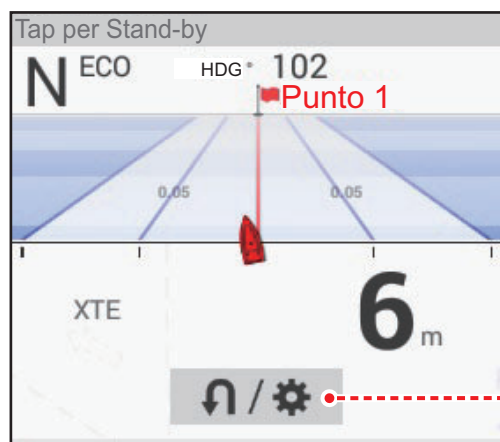 Tap per Stand-by
N ECO HDG° 102
Punto 1
0.05 0.05
XTE
6 m
/